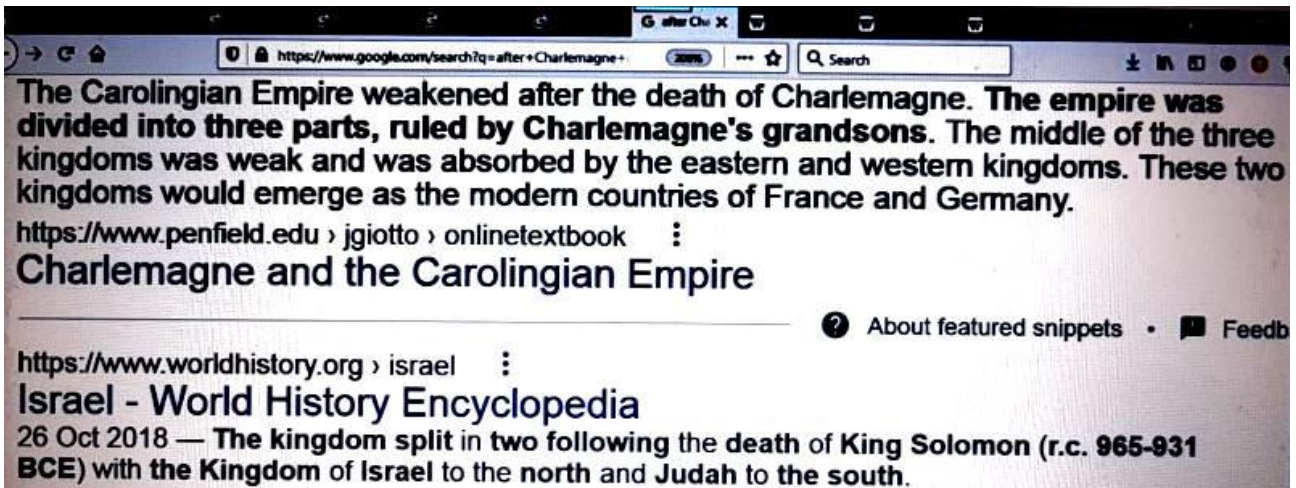 G after Cha X
https://www.google.com/search?q=after+Charlemagne+ 200% Search
The Carolingian Empire weakened after the death of Charlemagne. The empire was
divided into three parts, ruled by Charlemagne's grandsons. The middle of the three
kingdoms was weak and was absorbed by the eastern and western kingdoms. These two
kingdoms would emerge as the modern countries of France and Germany.
https://www.penfield.edu › jgiotto › onlinetextbook
Charlemagne and the Carolingian Empire
About featured snippets • Feedb
https://www.worldhistory.org › israel
Israel - World History Encyclopedia
26 Oct 2018 — The kingdom split in two following the death of King Solomon (r.c. 965-931
BCE) with the Kingdom of Israel to the north and Judah to the south.